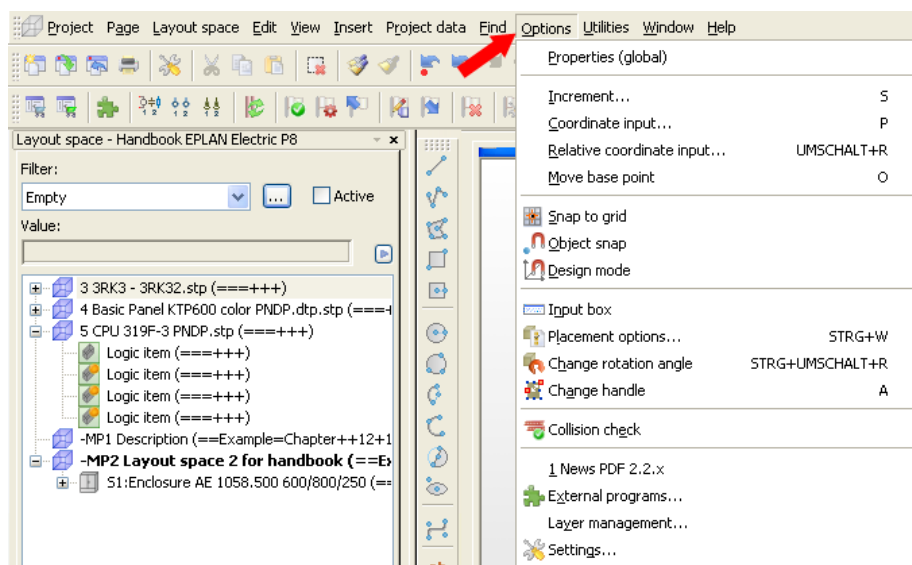 Project Page Layout space Edit View Insert Project data Find Options Utilities Window Help
Layout space - Handbook EPLAN Electric P8
Filter:
Empty
...
Active
Value:
3 3RK3 - 3RK32.stp (===+++)
4 Basic Panel KTP600 color PNDP.dtp.stp (===+
5 CPU 319F-3 PNDP.stp (===+++)
Logic item (===+++)
Logic item (===+++)
Logic item (===+++)
Logic item (===+++)
-MP1 Description (==Example=Chapter++12+1
-MP2 Layout space 2 for handbook (==E
S1:Enclosure AE 1058.500 600/800/250 (==
Properties (global)
Increment... S
Coordinate input... P
Relative coordinate input... UMSCHALT+R
Move base point O
Snap to grid
Object snap
Design mode
Input box
Placement options... STRG+W
Change rotation angle STRG+UMSCHALT+R
Change handle A
Collision check
1 News PDF 2.2.x
External programs...
Layer management...
Settings...